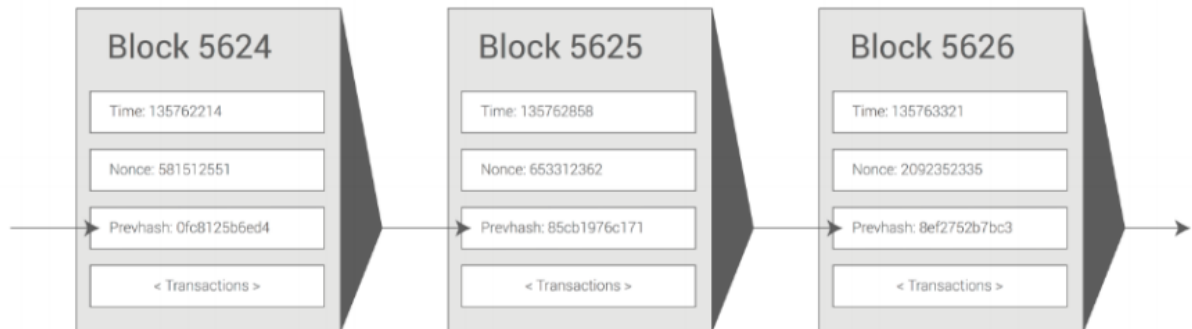 Block 5624
Time: 135762214
Nonce: 581512551
Prevhash: 0fc8125b6ed4
< Transactions >
Block 5625
Time: 135762858
Nonce: 653312362
Prevhash: 85cb1976c171
< Transactions >
Block 5626
Time: 135763321
Nonce: 2092352335
Prevhash: 8ef2752b7bc3
< Transactions >